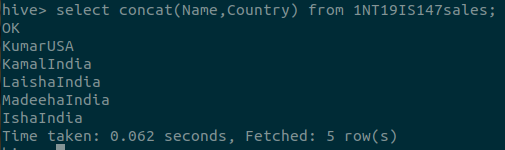 hive> select concat(Name,Country) from 1NT19IS147sales;
OK
KumarUSA
KamalIndia
LaishaIndia
MadeehaIndia
IshaIndia
Time taken: 0.062 seconds, Fetched: 5 row(s)